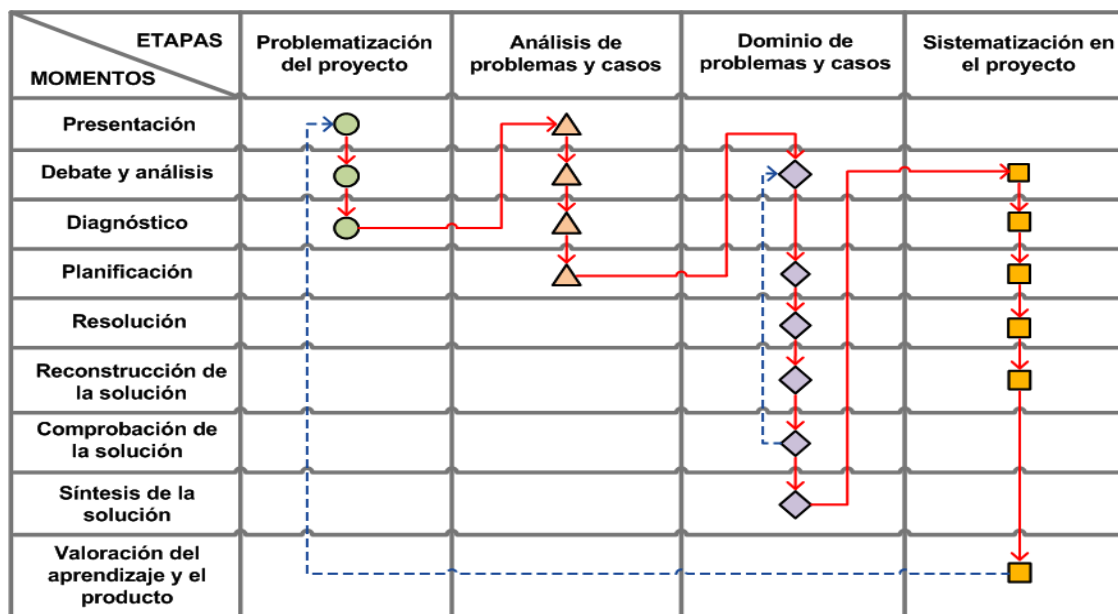 ETAPAS
MOMENTOS
Problematización
del proyecto
Análisis de
problemas y casos
Dominio de
problemas y casos
Sistematización en
el proyecto
Presentación
Debate y análisis
Diagnóstico
Planificación
Resolución
Reconstrucción de
la solución
Comprobación de
la solución
Síntesis de la
solución
Valoración del
aprendizaje y el
producto